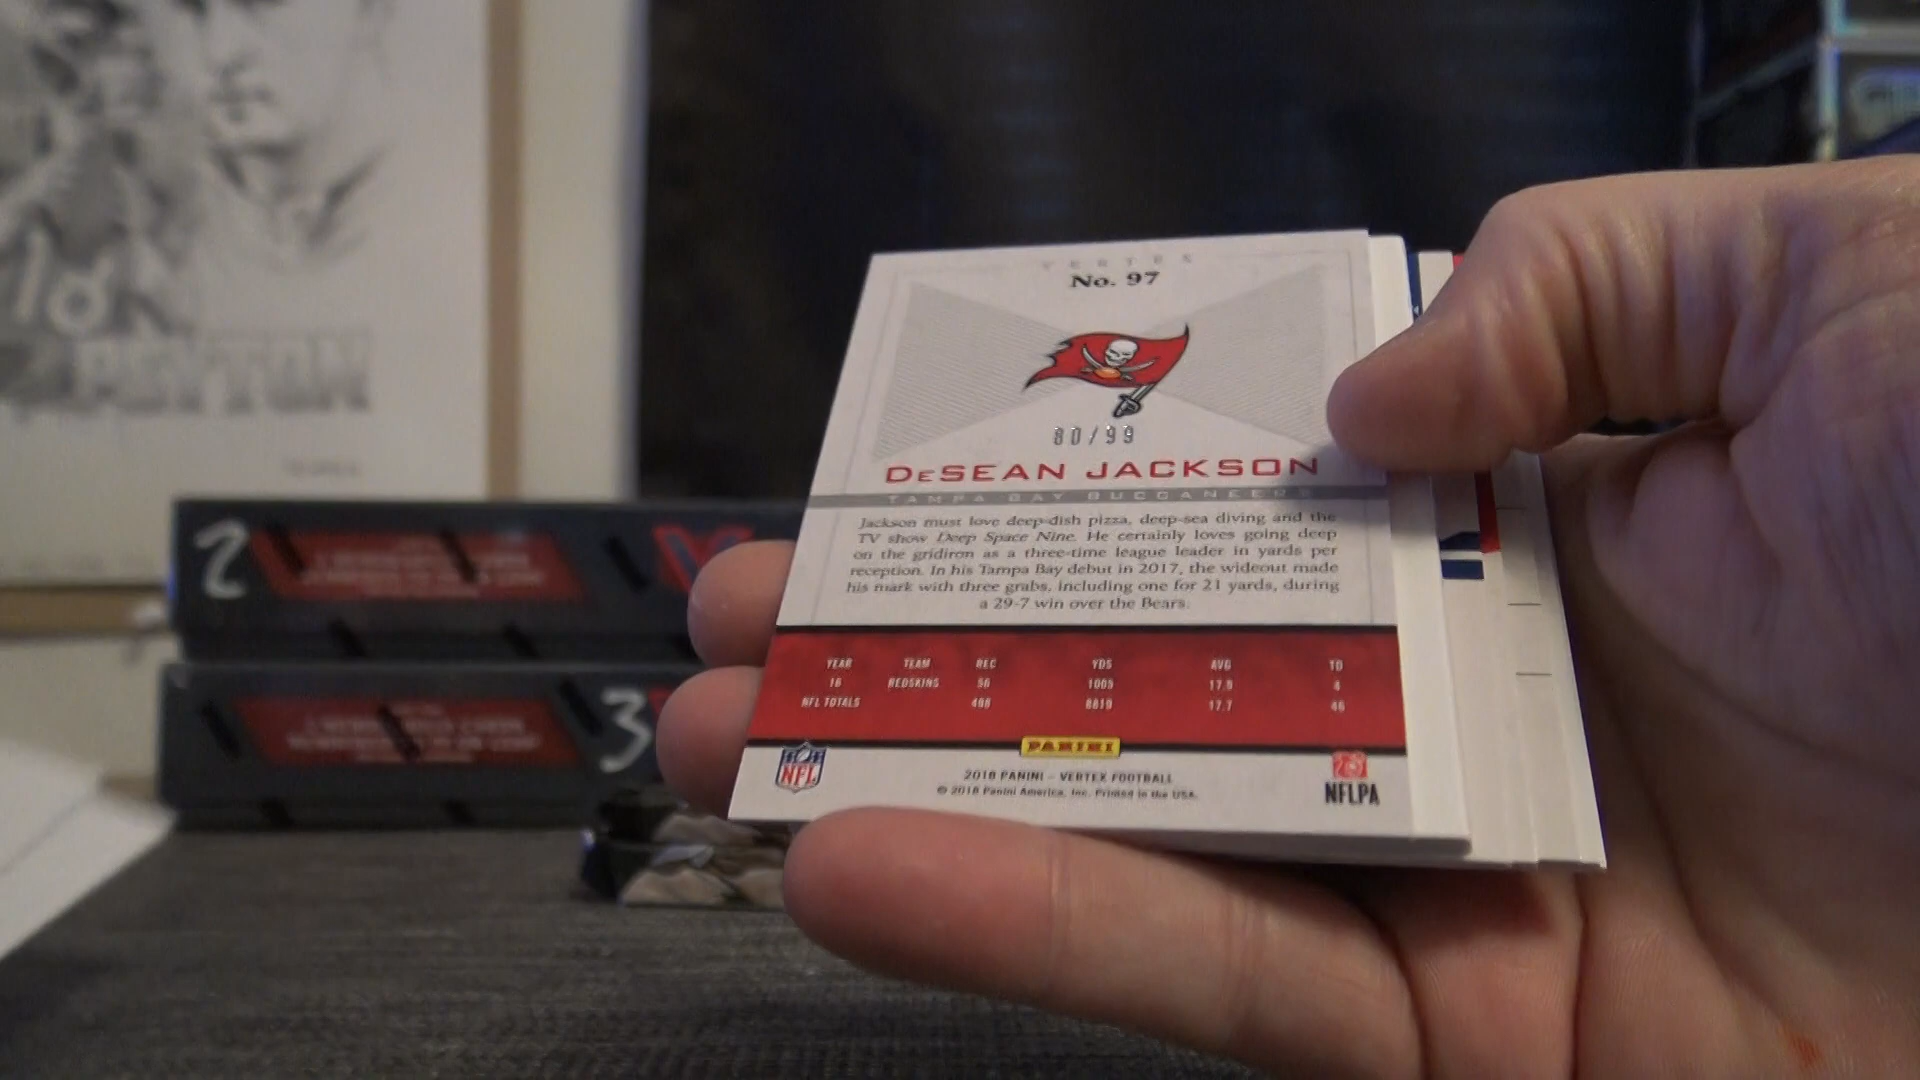 VERTEX
No. 97
80/99
DeSEAN JACKSON
TAMPA BAY BUCCANEERS
Jackson must love deep-dish pizza, deep-sea diving and the
TV show Deep Space Nine. He certainly loves going deep
on the gridiron as a three-time league leader in yards per
reception. In his Tampa Bay debut in 2017, the wideout made
his mark with three grabs, including one for 21 yards, during
a 29-7 win over the Bears.
YEAR TEAM REC YDS AVG TD
16 REDSKINS 56 1005 17.9 4
NFL TOTALS 17.7 46
PANINI
NFL
NFLPA
2018 PANINI – VERTEX FOOTBALL
© 2018 Panini America, Inc. Printed in the USA.
18
PEYTON
2
3